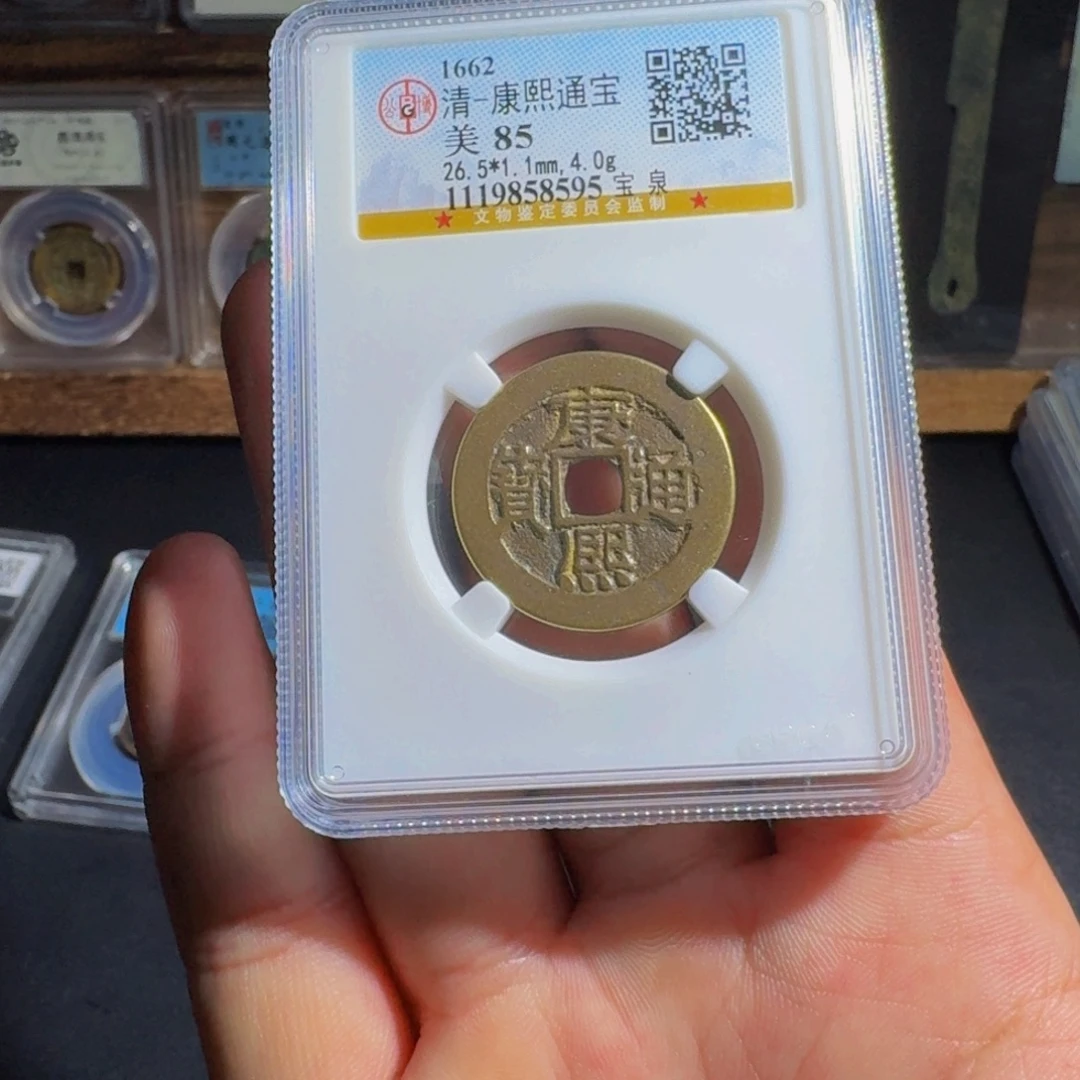 1662
清-康熙通宝
G
美 85
26.5*1.1mm, 4.0g
1119858595 宝 泉
文物鉴定委员会监制
康
寳 通
熙